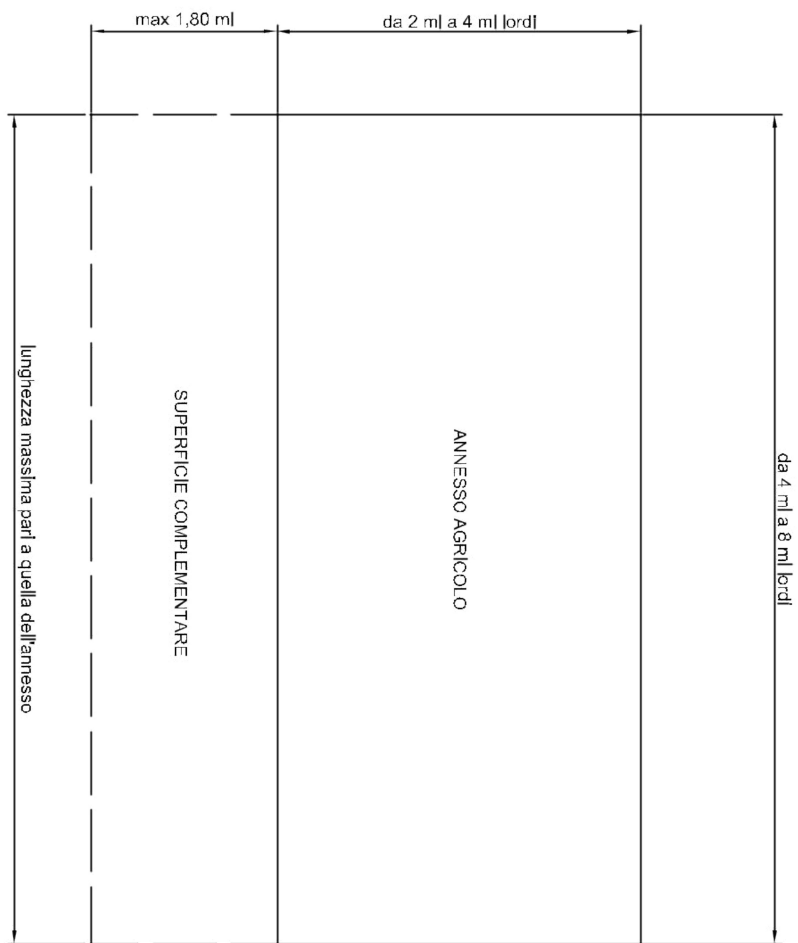 max 1,80 ml
da 2 ml a 4 ml lordi
lunghezza massima pari a quella dell'annesso
SUPERFICIE COMPLEMENTARE
ANNESSO AGRICOLO
da 4 ml a 8 ml lordi